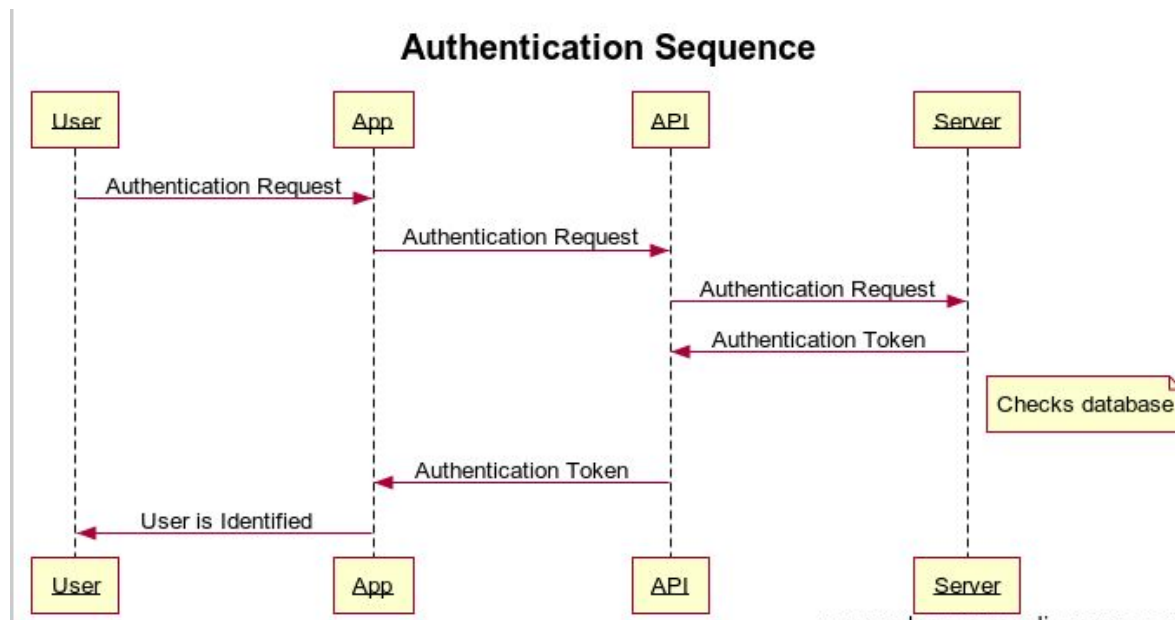 Authentication Sequence
User App API Server
Authentication Request
Authentication Request
Authentication Request
Authentication Token
Checks database
Authentication Token
User is Identified
User App API Server